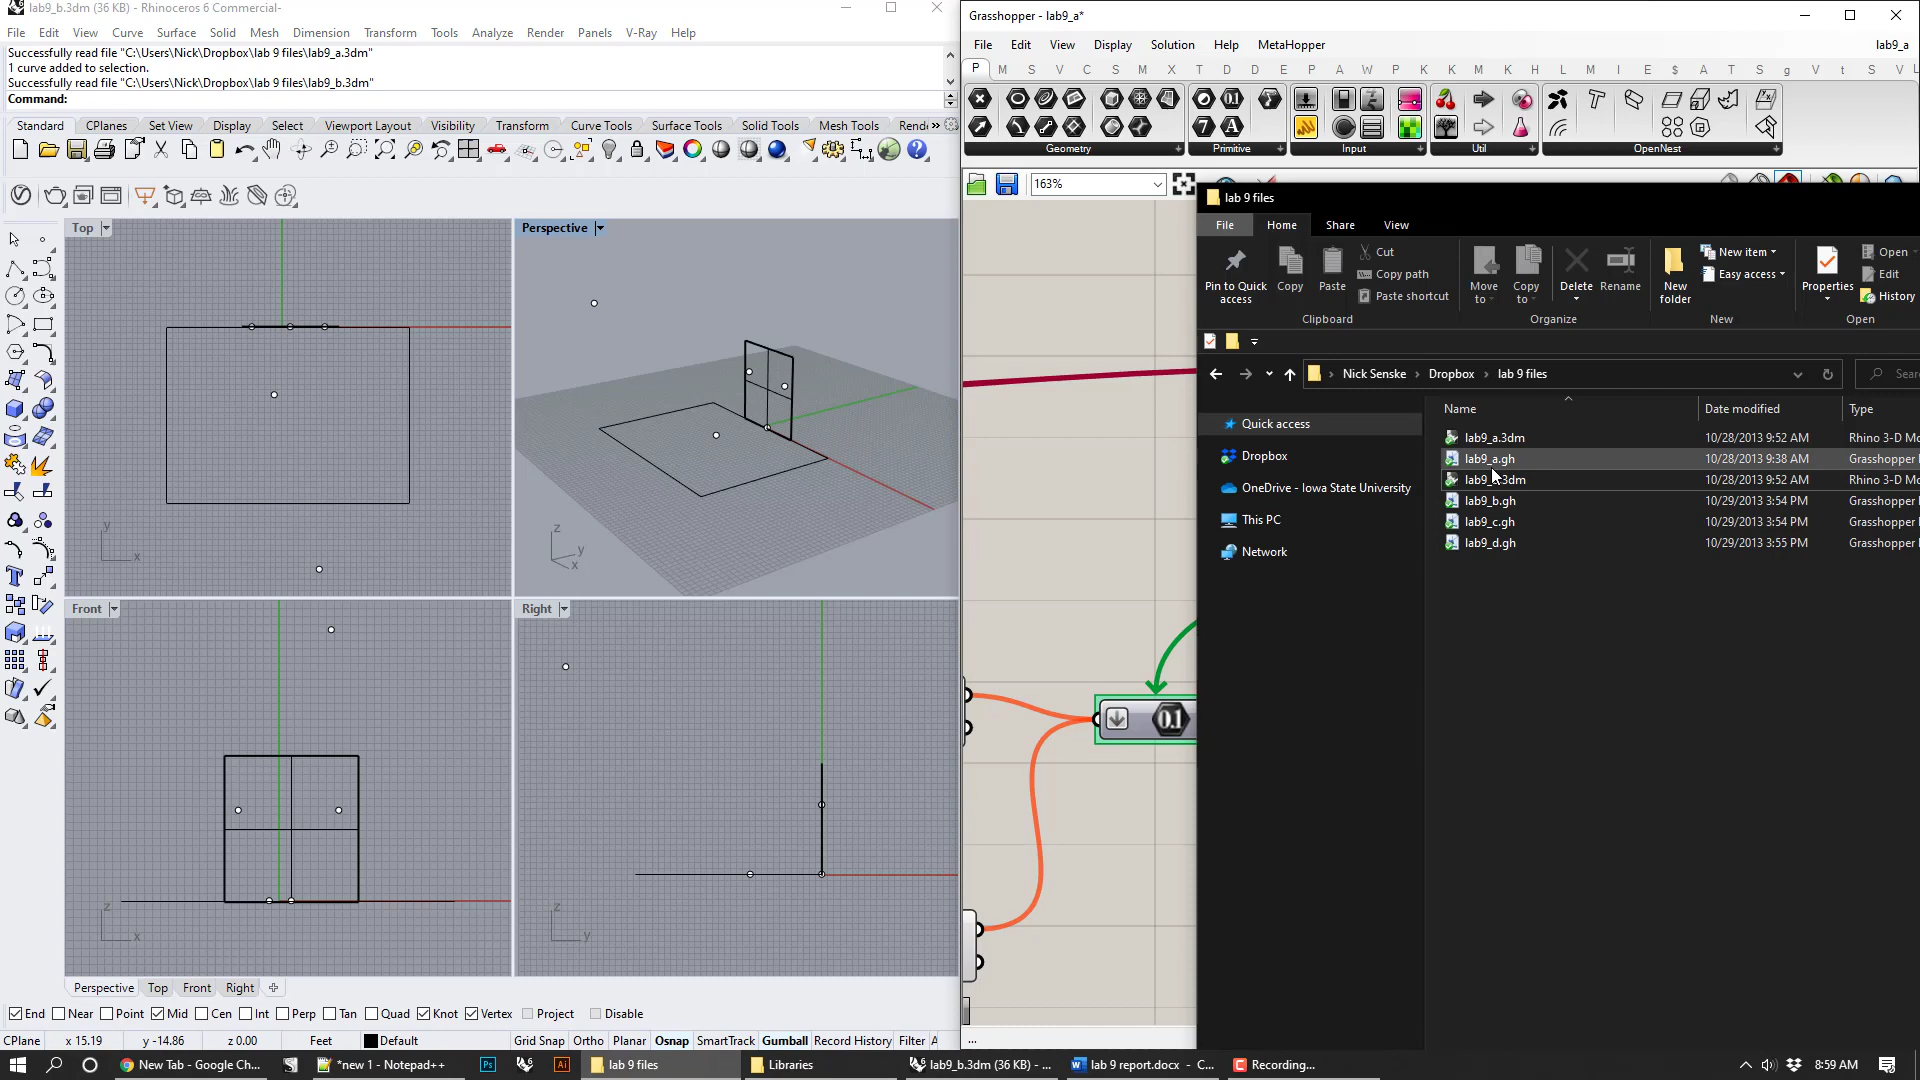 lab9_b.3dm (36 KB) - Rhinoceros 6 Commercial-
File Edit View Curve Surface Solid Mesh Dimension Transform Tools Analyze Render Panels V-Ray Help
Successfully read file "C:\Users\Nick\Dropbox\lab 9 files\lab9_a.3dm"
1 curve added to selection.
Successfully read file "C:\Users\Nick\Dropbox\lab 9 files\lab9_b.3dm"
Command:
Standard CPlanes Set View Display Select Viewport Layout Visibility Transform Curve Tools Surface Tools Solid Tools Mesh Tools Rende »
Top
Perspective
y
x
z
y
x
Front
Right
z
x
z
y
Perspective Top Front Right
End Near Point Mid Cen Int Perp Tan Quad Knot Vertex Project Disable
CPlane x 15.19 y -14.86 z 0.00 Feet Default Grid Snap Ortho Planar Osnap SmartTrack Gumball Record History Filter A
Grasshopper - lab9_a*
File Edit View Display Solution Help MetaHopper lab9_a
P M S V C S M X T D D E P A W P K K M K H L M I E $ A T S g V t S V L
Geometry Primitive Input Util OpenNest
163%
0.1
...
lab 9 files
File Home Share View
Pin to Quick access
Copy
Paste
Cut
Copy path
Paste shortcut
Move to
Copy to
Delete
Rename
New folder
New item
Easy access
Properties
Open
Edit
History
Clipboard Organize New Open
Nick Senske > Dropbox > lab 9 files
Sear
Quick access
Dropbox
OneDrive - Iowa State University
This PC
Network
Name Date modified Type
lab9_a.3dm 10/28/2013 9:52 AM Rhino 3-D Mo
lab9_a.gh 10/28/2013 9:38 AM Grasshopper
10/28/2013 9:52 AM Rhino 3-D Mo
lab9_b.gh 10/29/2013 3:54 PM Grasshopper
lab9_c.gh 10/29/2013 3:54 PM Grasshopper
lab9_d.gh 10/29/2013 3:55 PM Grasshopper
New Tab - Google Ch... *new 1 - Notepad++ Ps Ai lab 9 files Libraries lab9_b.3dm (36 KB) - ... lab 9 report.docx - C... Recording... 8:59 AM